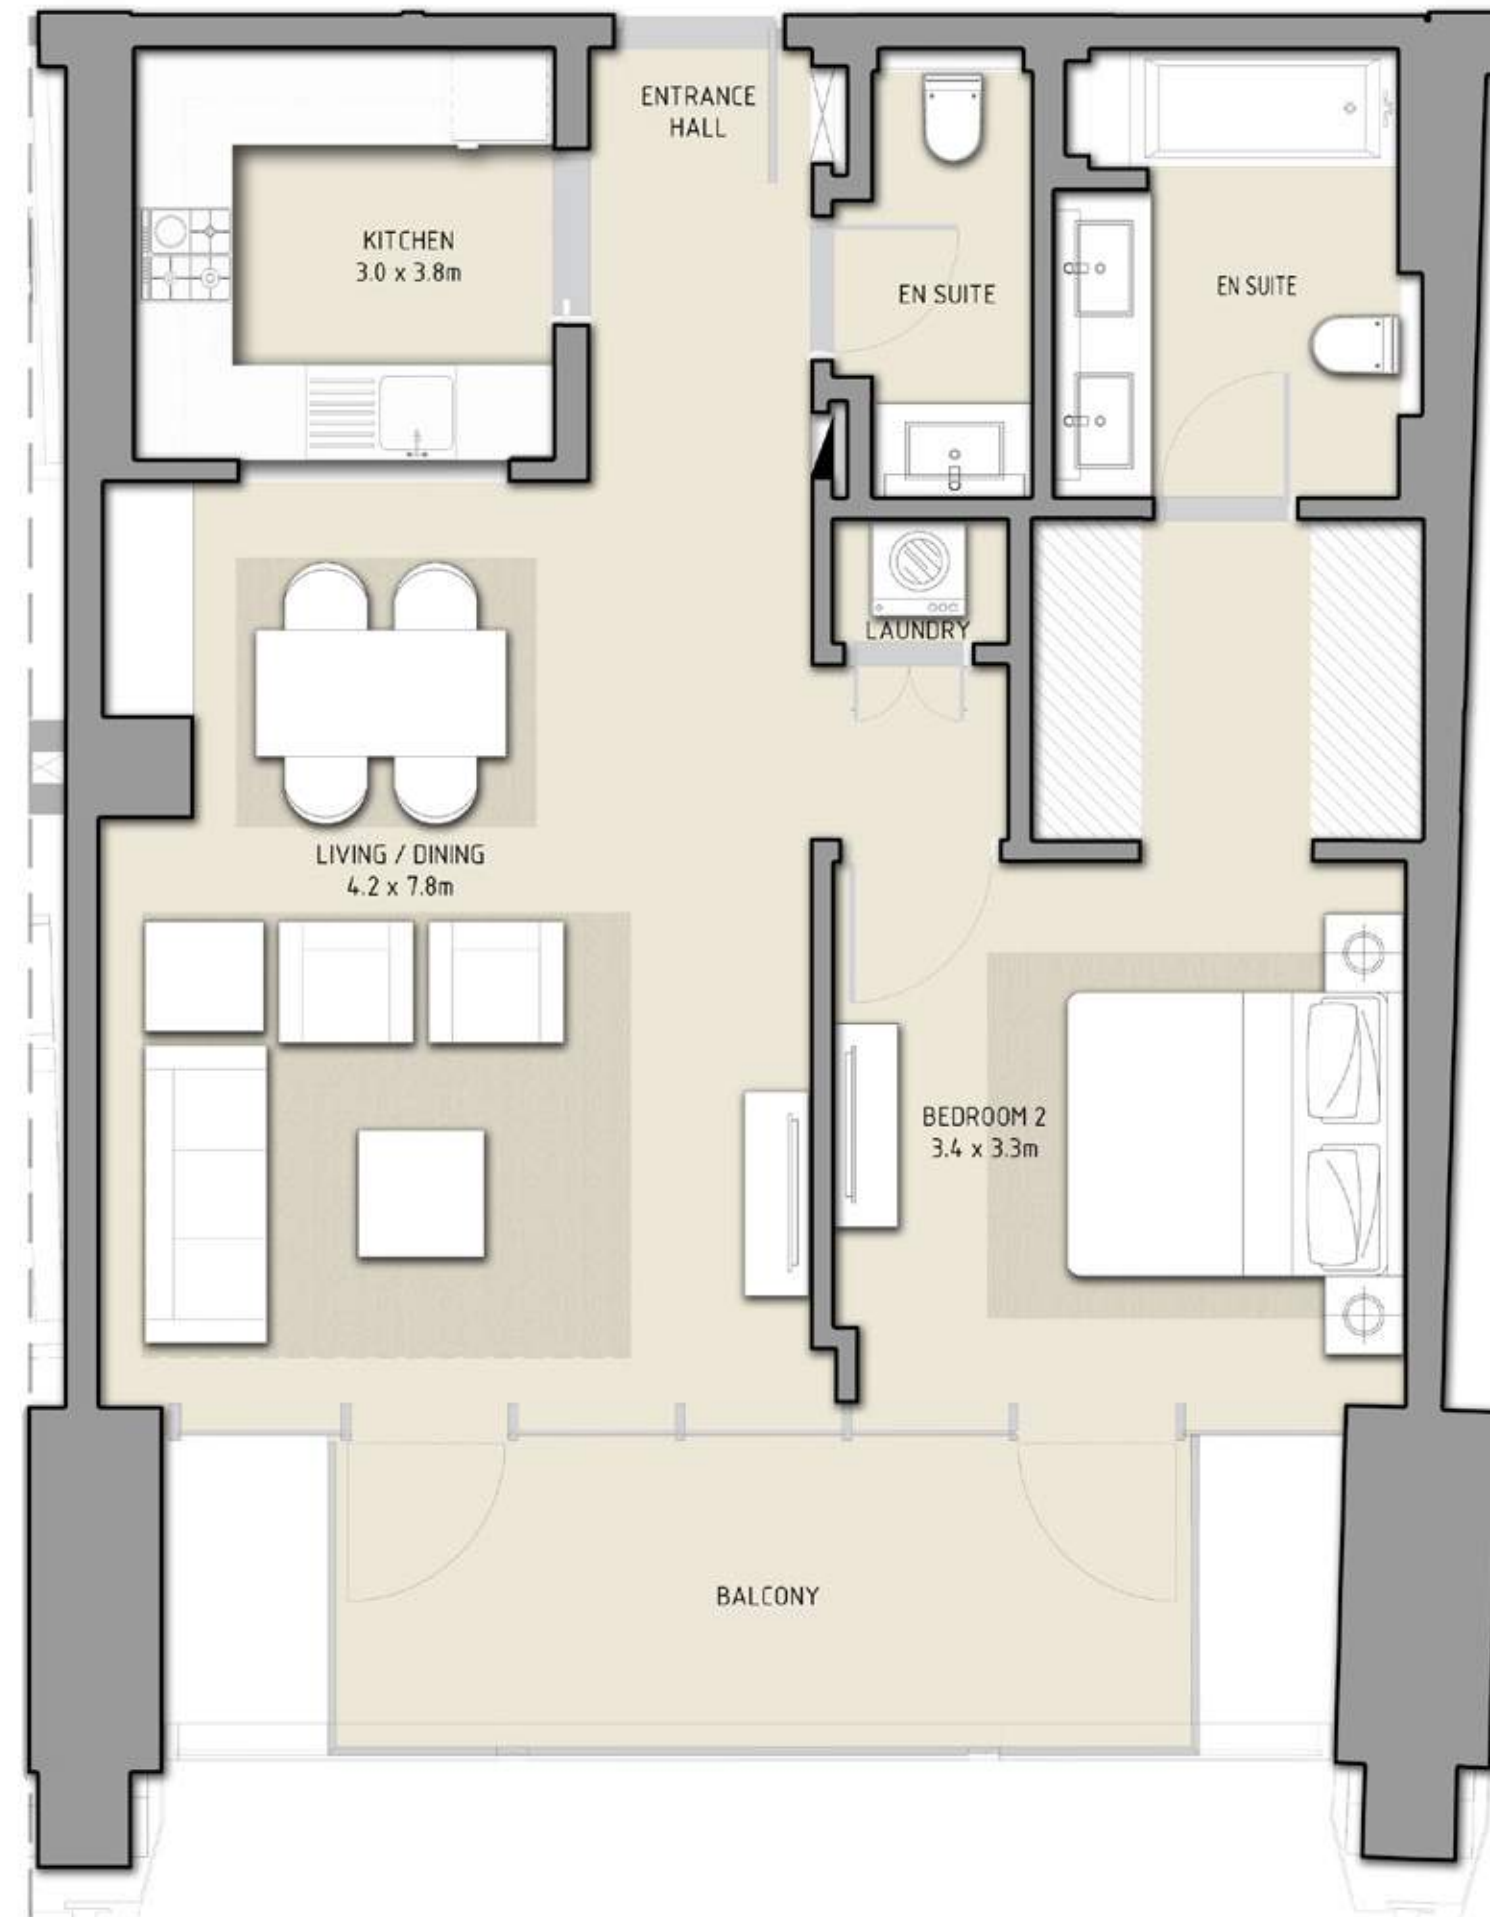 ENTRANCE
HALL
KITCHEN
3.0 x 3.8m
EN SUITE
EN SUITE
LAUNDRY
LIVING / DINING
4.2 x 7.8m
BEDROOM 2
3.4 x 3.3m
BALCONY